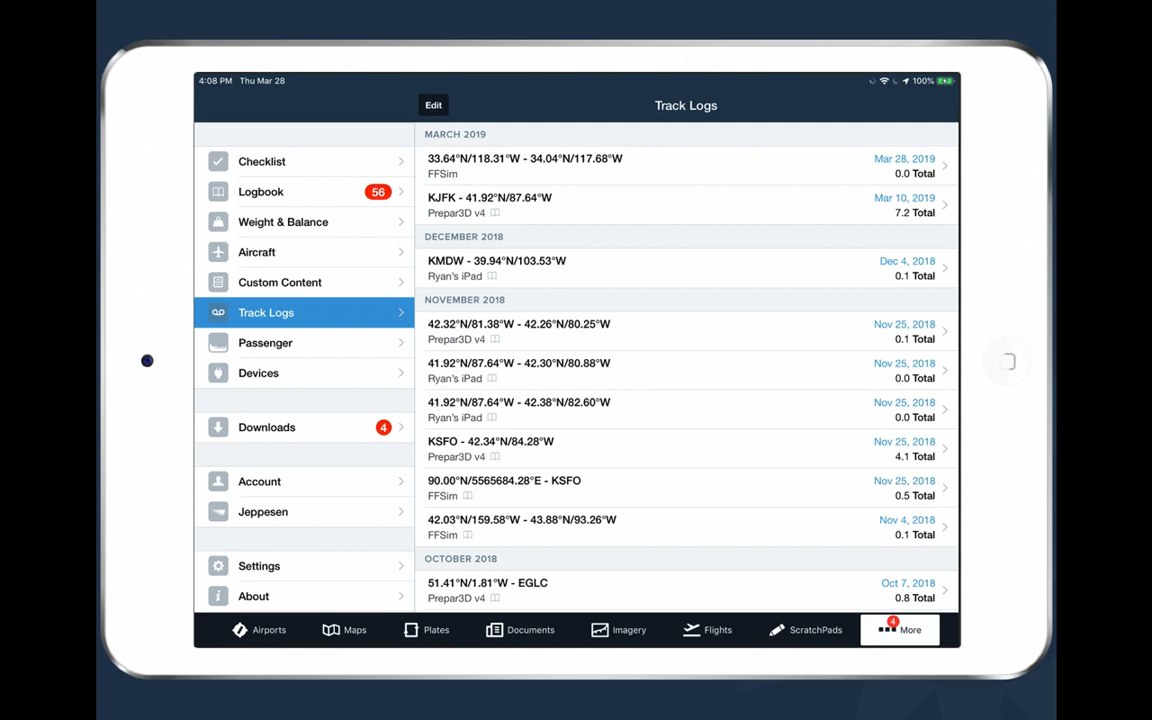 4:08 PM Thu Mar 28
100%
Edit
Track Logs
Checklist
Logbook 56
Weight & Balance
Aircraft
Custom Content
Track Logs
Passenger
Devices
Downloads 4
Account
Jeppesen
Settings
About
MARCH 2019
33.64°N/118.31°W - 34.04°N/117.68°W Mar 28, 2019
FFSim 0.0 Total
KJFK - 41.92°N/87.64°W Mar 10, 2019
Prepar3D v4 7.2 Total
DECEMBER 2018
KMDW - 39.94°N/103.53°W Dec 4, 2018
Ryan's iPad 0.1 Total
NOVEMBER 2018
42.32°N/81.38°W - 42.26°N/80.25°W Nov 25, 2018
Prepar3D v4 0.1 Total
41.92°N/87.64°W - 42.30°N/80.88°W Nov 25, 2018
Ryan's iPad 0.0 Total
41.92°N/87.64°W - 42.38°N/82.60°W Nov 25, 2018
Ryan's iPad 0.0 Total
KSFO - 42.34°N/84.28°W Nov 25, 2018
Prepar3D v4 4.1 Total
90.00°N/5565684.28°E - KSFO Nov 25, 2018
FFSim 0.5 Total
42.03°N/159.58°W - 43.88°N/93.26°W Nov 4, 2018
FFSim 0.1 Total
OCTOBER 2018
51.41°N/1.81°W - EGLC Oct 7, 2018
Prepar3D v4 0.8 Total
Airports Maps Plates Documents Imagery Flights ScratchPads 4 More